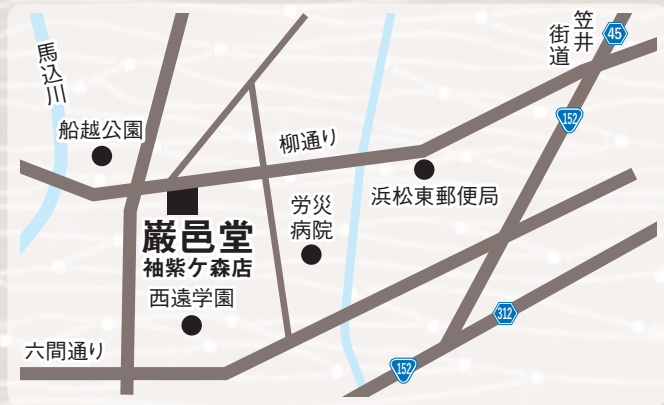 馬込川
船越公園
柳通り
笠井
街道
45
152
浜松東郵便局
労災
病院
巌邑堂
袖紫ケ森店
西遠学園
六間通り
312
152